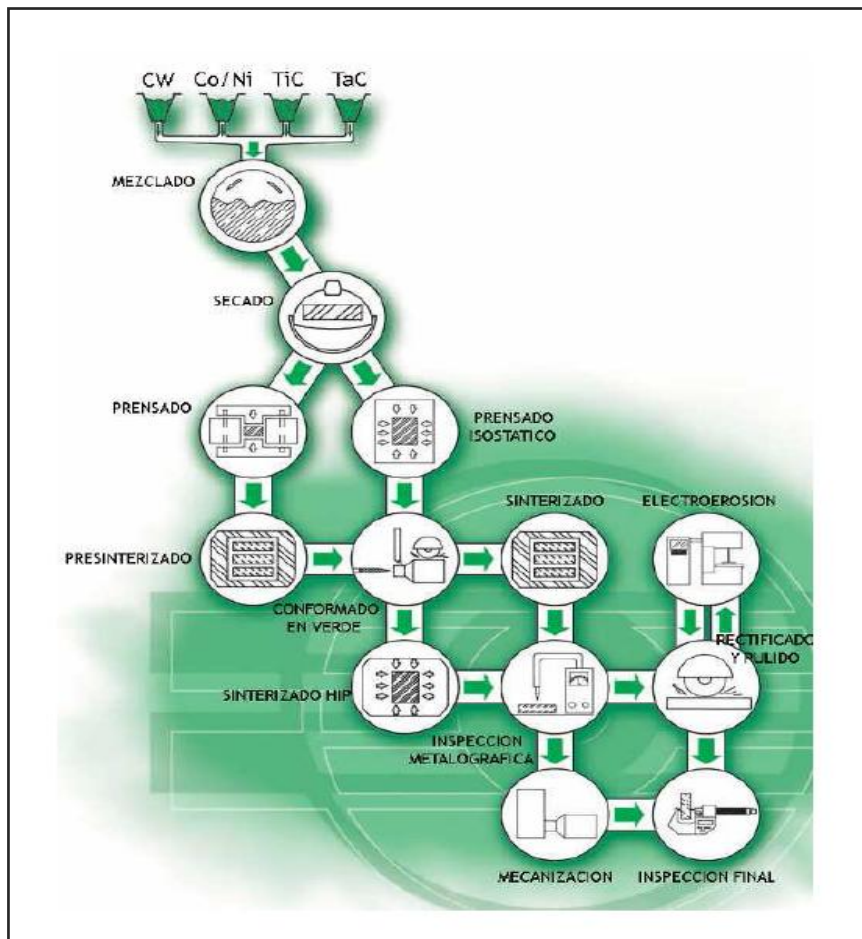 CW Co/Ni TiC TaC
MEZCLADO
SECADO
PRENSADO
PRENSADO
ISOSTATICO
SINTERIZADO
ELECTROEROSION
PRESINTERIZADO
CONFORMADO
EN VERDE
RECTIFICADO
Y PULIDO
SINTERIZADO HIP
INSPECCION
METALOGRAFICA
MECANIZACION
INSPECCION FINAL